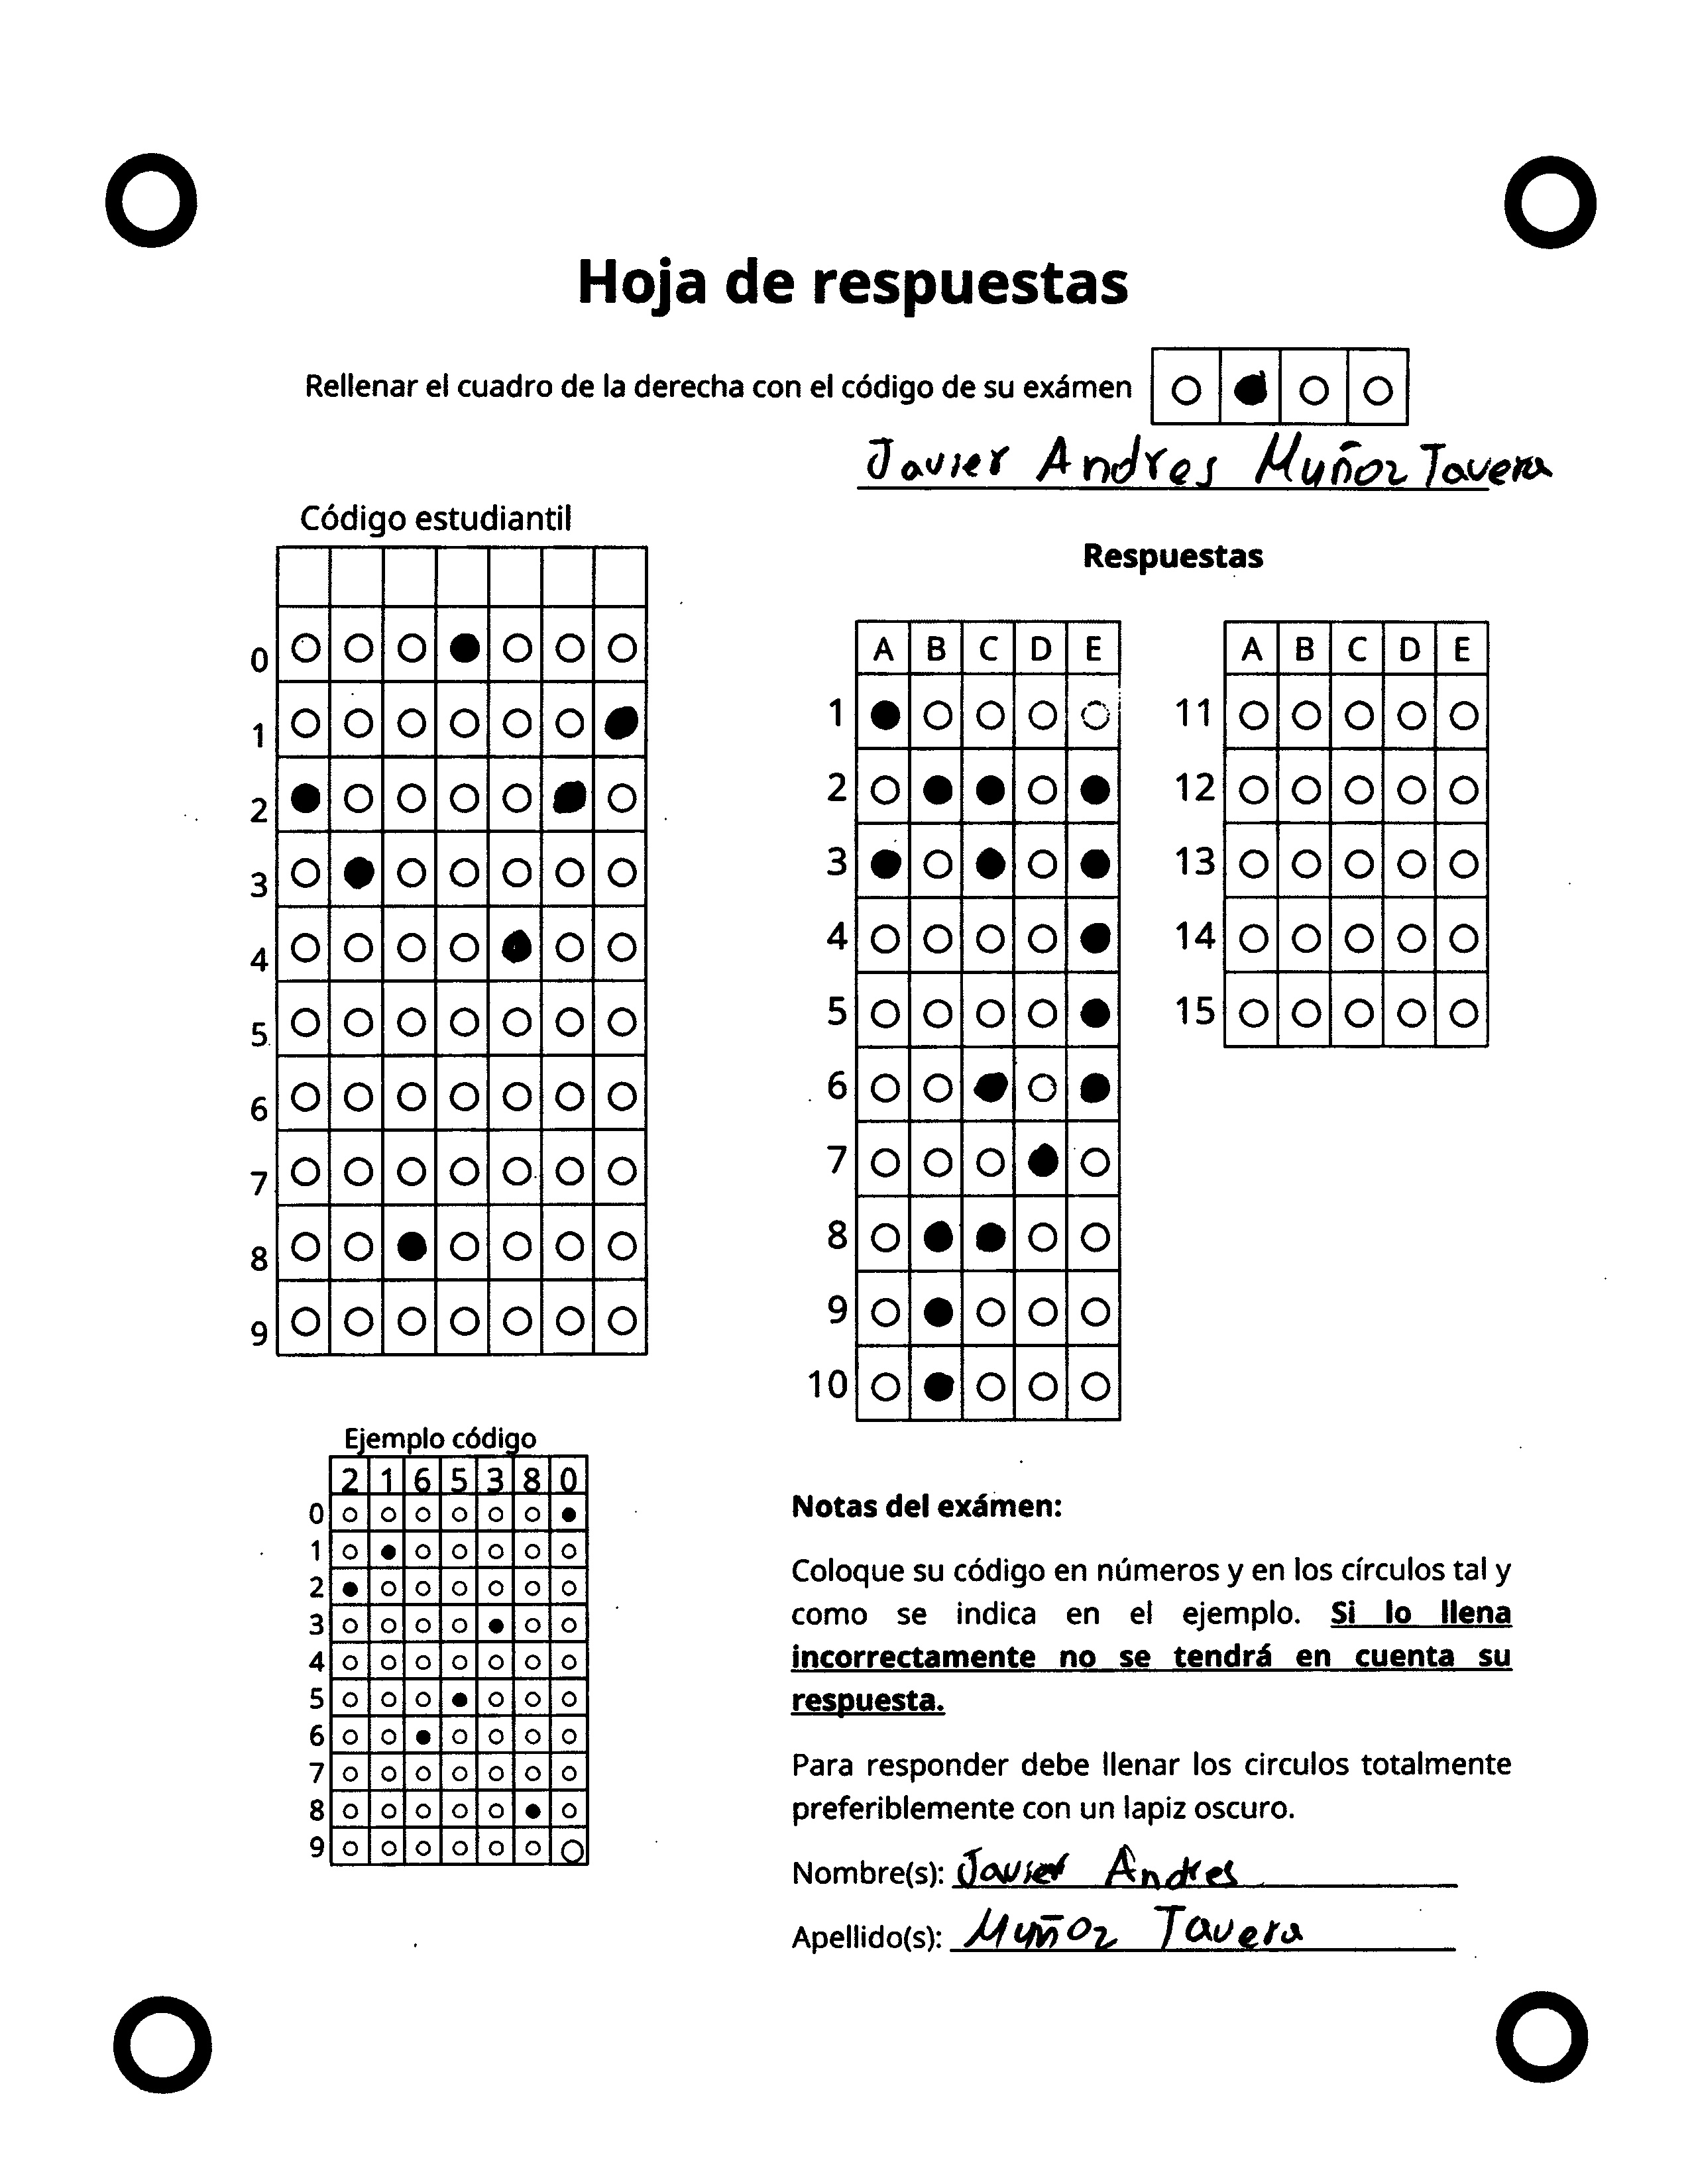 Hoja de respuestas
Rellenar el cuadro de la derecha con el código de su exámen
Javier Andres Muñoz Tavera
Código estudiantil
0
1
2
3
4
5
6
7
8
9
Respuestas
A B C D E
1
2
3
4
5
6
7
8
9
10
A B C D E
11
12
13
14
15
Ejemplo código
2 1 6 5 3 8 0
0
1
2
3
4
5
6
7
8
9
Notas del exámen:
Coloque su código en números y en los círculos tal y
como se indica en el ejemplo. Si lo llena
incorrectamente no se tendrá en cuenta su
respuesta.
Para responder debe llenar los circulos totalmente
preferiblemente con un lapiz oscuro.
Nombre(s): Javier Andres
Apellido(s): Muñoz Tavera